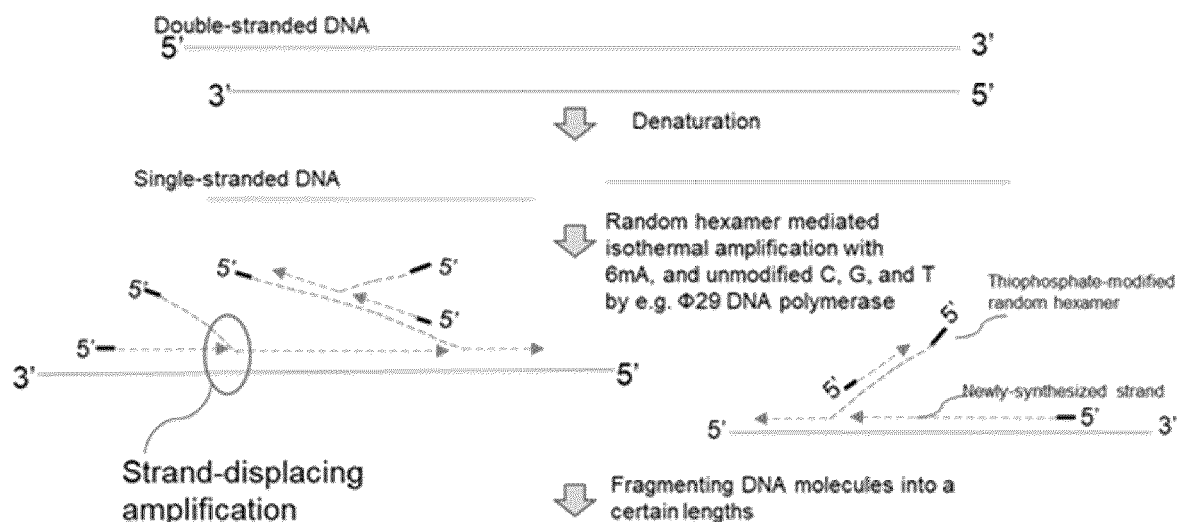 Double-stranded DNA
5' 3'
3' 5'
Denaturation
Single-stranded DNA
Random hexamer mediated
isothermal amplification with
6mA, and unmodified C, G, and T
by e.g. Φ29 DNA polymerase
5' 5'
5'
5'
5'
3' 5'
Thiophosphate-modified
random hexamer
5'
5'
Newly-synthesized strand
5'
5' 3'
Strand-displacing
amplification
Fragmenting DNA molecules into a
certain lengths